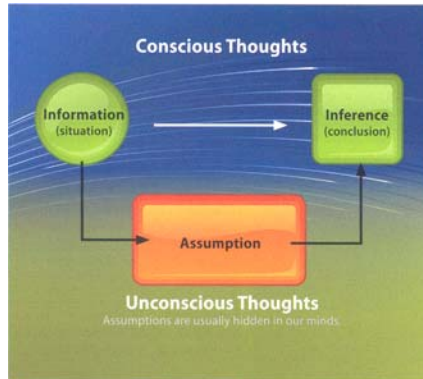 Conscious Thoughts
Information
(situation)
Inference
(conclusion)
Assumption
Unconscious Thoughts
Assumptions are usually hidden in our minds.